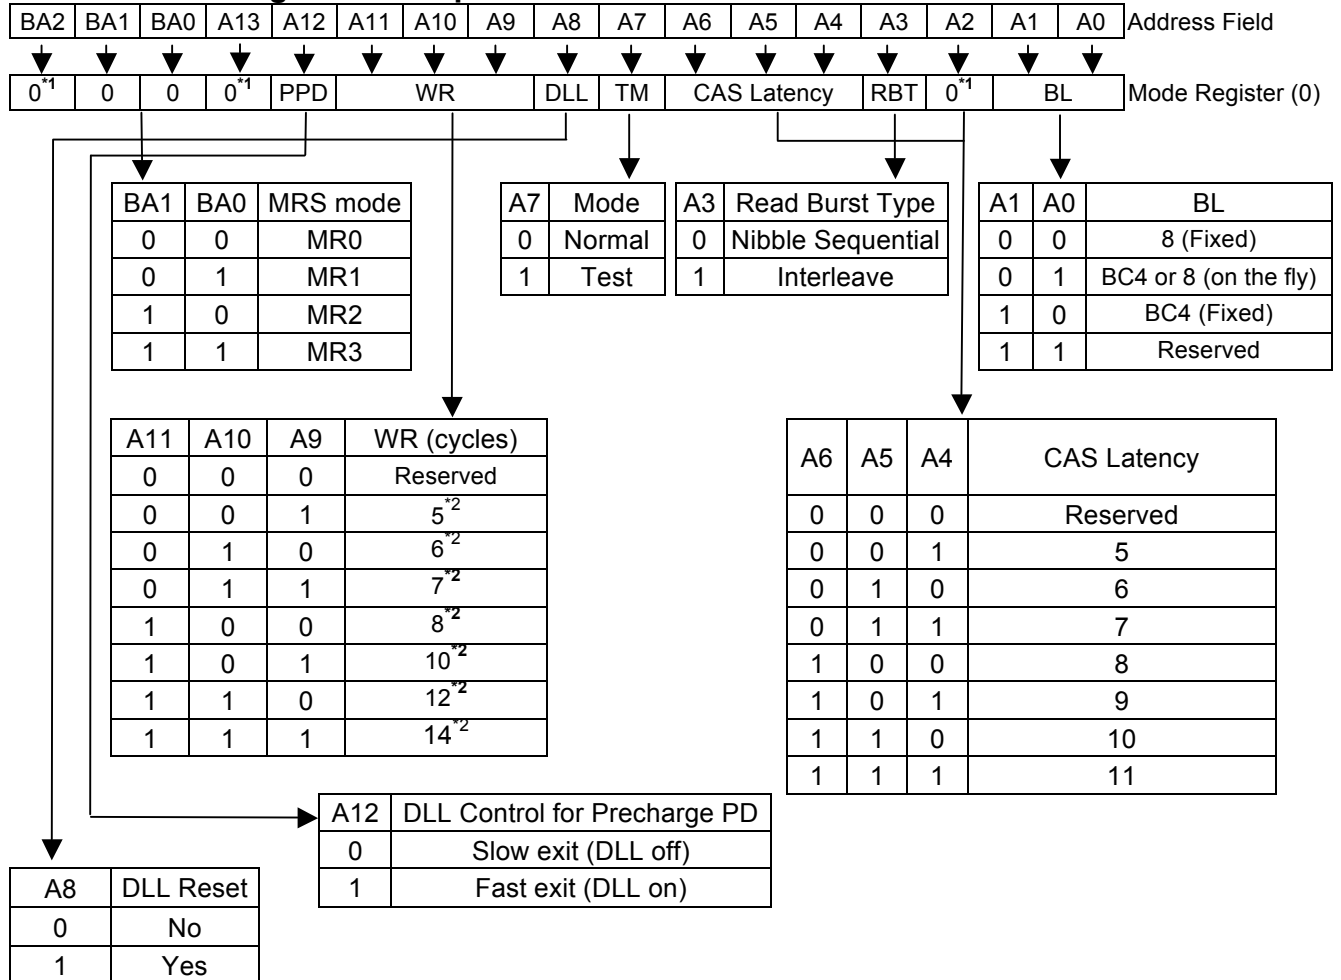 BA2 BA1 BA0 A13 A12 A11 A10 A9 A8 A7 A6 A5 A4 A3 A2 A1 A0 Address Field
0*1 0 0 0*1 PPD WR DLL TM CAS Latency RBT 0*1 BL Mode Register (0)
BA1 BA0 MRS mode
0 0 MR0
0 1 MR1
1 0 MR2
1 1 MR3
A7 Mode
0 Normal
1 Test
A3 Read Burst Type
0 Nibble Sequential
1 Interleave
A1 A0 BL
0 0 8 (Fixed)
0 1 BC4 or 8 (on the fly)
1 0 BC4 (Fixed)
1 1 Reserved
A11 A10 A9 WR (cycles)
0 0 0 Reserved
0 0 1 5*2
0 1 0 6*2
0 1 1 7*2
1 0 0 8*2
1 0 1 10*2
1 1 0 12*2
1 1 1 14*2
A6 A5 A4 CAS Latency
0 0 0 Reserved
0 0 1 5
0 1 0 6
0 1 1 7
1 0 0 8
1 0 1 9
1 1 0 10
1 1 1 11
A12 DLL Control for Precharge PD
0 Slow exit (DLL off)
1 Fast exit (DLL on)
A8 DLL Reset
0 No
1 Yes